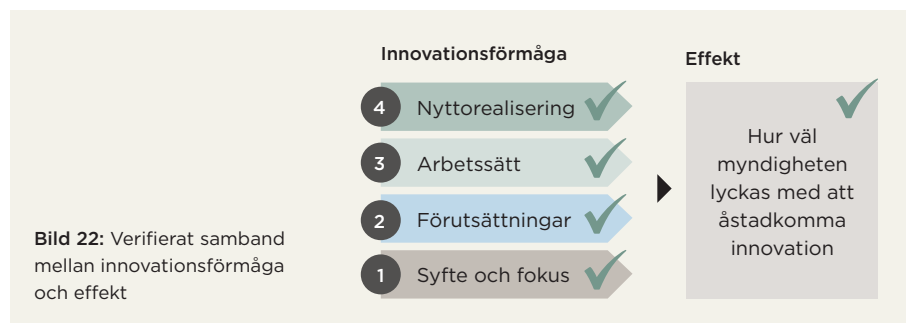 Innovationsförmåga
Effekt
4 Nyttorealisering
3 Arbetssätt
2 Förutsättningar
1 Syfte och fokus
Hur väl
myndigheten
lyckas med att
åstadkomma
innovation
Bild 22: Verifierat samband
mellan innovationsförmåga
och effekt